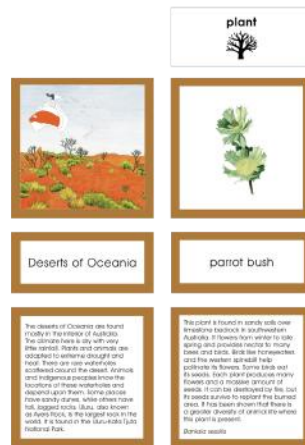 plant
Deserts of Oceania
parrot bush
The deserts of Oceania are found
mostly in the interior of Australia.
The climate here is dry with very
little rainfall. Plants and animals are
adapted to extreme drought and
heat. There are rare waterholes
scattered around the desert. Animals
and indigenous peoples know the
locations of these waterholes and
depend upon them. Some places
have sandy dunes, while others have
tall, jagged rocks. Uluru, also known
as Ayers Rock, is the largest rock in the
world. It is found in the Uluru-Kata Tjuta
National Park.
This plant is found in sandy soils over
limestone bedrock in southwestern
Australia. It flowers from winter to late
spring and provides nectar to many
bees and birds. Birds like honeyeaters
and the western spinebill help
pollinate its flowers. Some birds eat
its seeds. Each plant produces many
flowers and a massive amount of
seeds. It can be destroyed by fire, but
its seeds survive to replant the burned
area. It has been shown that there is
a greater diversity of animal life where
this plant is present.
Banksia sessilis